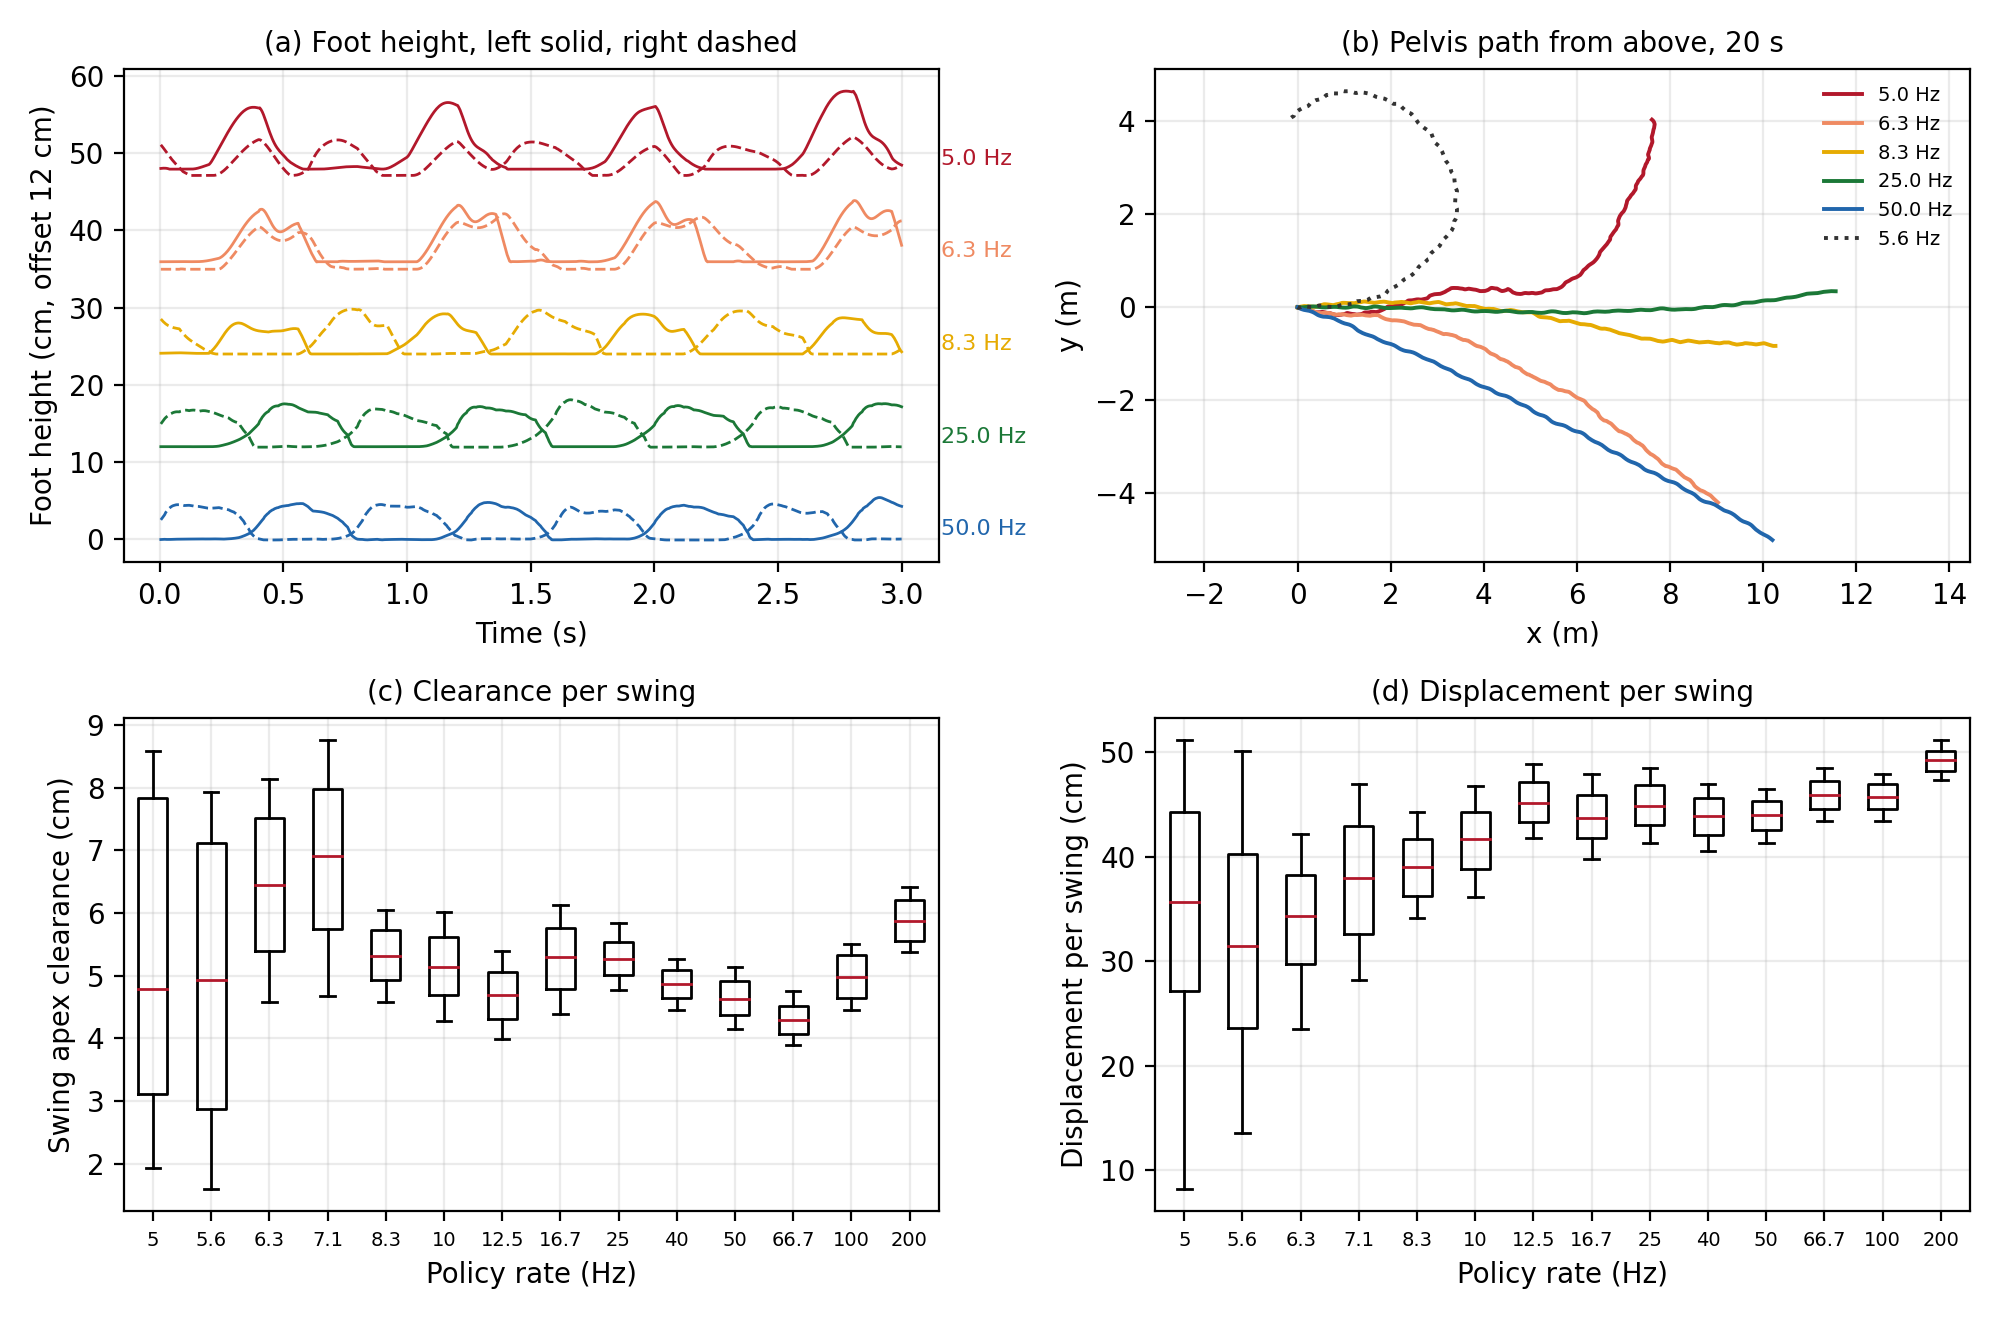 (a) Foot height, left solid, right dashed
Foot height (cm, offset 12 cm)
60
50
40
30
20
10
0
5.0 Hz
6.3 Hz
8.3 Hz
25.0 Hz
50.0 Hz
0.0 0.5 1.0 1.5 2.0 2.5 3.0
Time (s)
(b) Pelvis path from above, 20 s
y (m)
4
2
0
−2
−4
5.0 Hz
6.3 Hz
8.3 Hz
25.0 Hz
50.0 Hz
5.6 Hz
−2 0 2 4 6 8 10 12 14
x (m)
(c) Clearance per swing
Swing apex clearance (cm)
9
8
7
6
5
4
3
2
5 5.6 6.3 7.1 8.3 10 12.5 16.7 25 40 50 66.7 100 200
Policy rate (Hz)
(d) Displacement per swing
Displacement per swing (cm)
50
40
30
20
10
5 5.6 6.3 7.1 8.3 10 12.5 16.7 25 40 50 66.7 100 200
Policy rate (Hz)